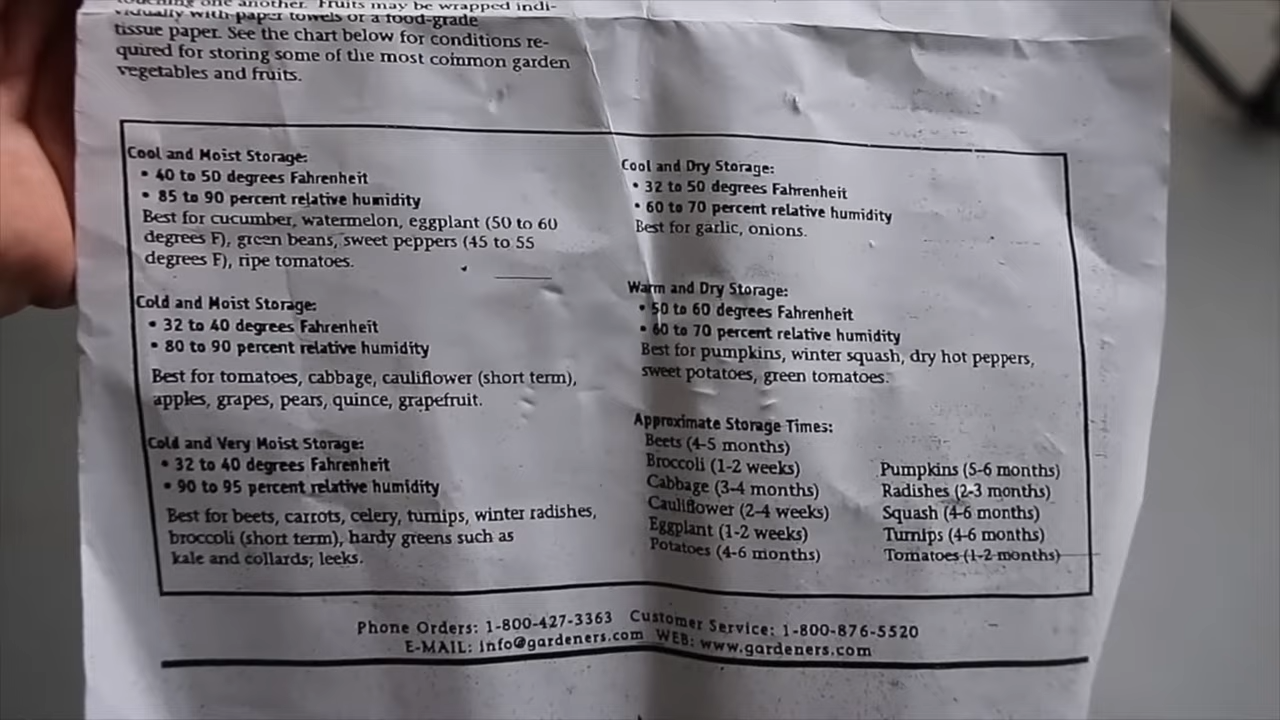 touching one another. Fruits may be wrapped indi-
vidually with paper towels or a food-grade
tissue paper. See the chart below for conditions re-
quired for storing some of the most common garden
vegetables and fruits.
Cool and Moist Storage:
• 40 to 50 degrees Fahrenheit
• 85 to 90 percent relative humidity
Best for cucumber, watermelon, eggplant (50 to 60
degrees F), green beans, sweet peppers (45 to 55
degrees F), ripe tomatoes.
Cold and Moist Storage:
• 32 to 40 degrees Fahrenheit
• 80 to 90 percent relative humidity
Best for tomatoes, cabbage, cauliflower (short term),
apples, grapes, pears, quince, grapefruit.
Cold and Very Moist Storage:
• 32 to 40 degrees Fahrenheit
• 90 to 95 percent relative humidity
Best for beets, carrots, celery, turnips, winter radishes,
broccoli (short term), hardy greens such as
kale and collards; leeks.
Cool and Dry Storage:
• 32 to 50 degrees Fahrenheit
• 60 to 70 percent relative humidity
Best for garlic, onions.
Warm and Dry Storage:
• 50 to 60 degrees Fahrenheit
• 60 to 70 percent relative humidity
Best for pumpkins, winter squash, dry hot peppers,
sweet potatoes, green tomatoes.
Approximate Storage Times:
Beets (4-5 months)
Broccoli (1-2 weeks)
Cabbage (3-4 months)
Cauliflower (2-4 weeks)
Eggplant (1-2 weeks)
Potatoes (4-6 months)
Pumpkins (5-6 months)
Radishes (2-3 months)
Squash (4-6 months)
Turnips (4-6 months)
Tomatoes (1-2 months)
Phone Orders: 1-800-427-3363 Customer Service: 1-800-876-5520
E-MAIL: info@gardeners.com WEB: www.gardeners.com